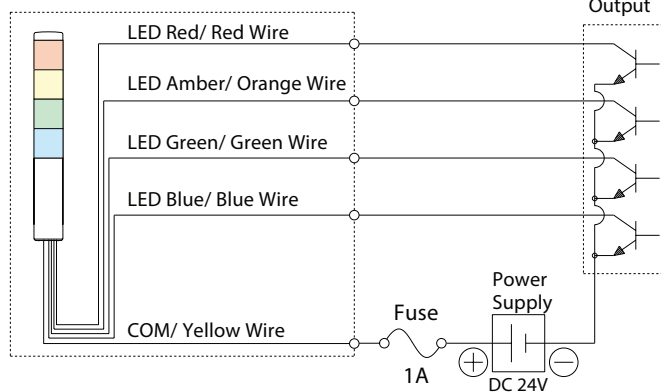 Output
LED Red/ Red Wire
LED Amber/ Orange Wire
LED Green/ Green Wire
LED Blue/ Blue Wire
COM/ Yellow Wire
Fuse
1A
Power
Supply
+
−
DC 24V